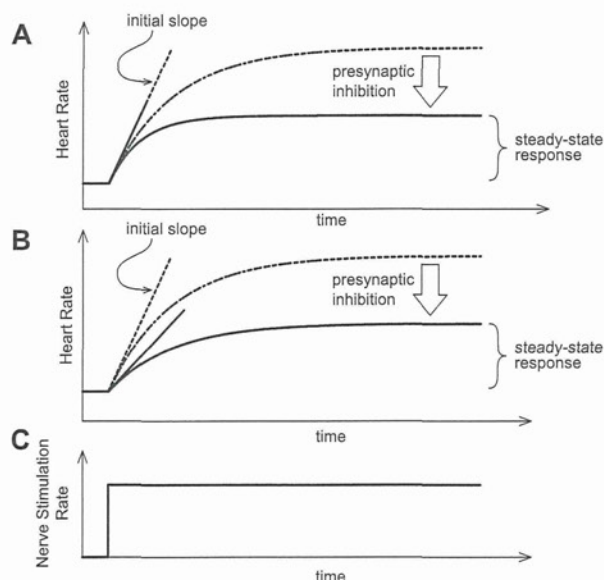 A
initial slope
Heart Rate
presynaptic
inhibition
steady-state
response
time
B
initial slope
Heart Rate
presynaptic
inhibition
steady-state
response
time
C
Nerve Stimulation
Rate
time